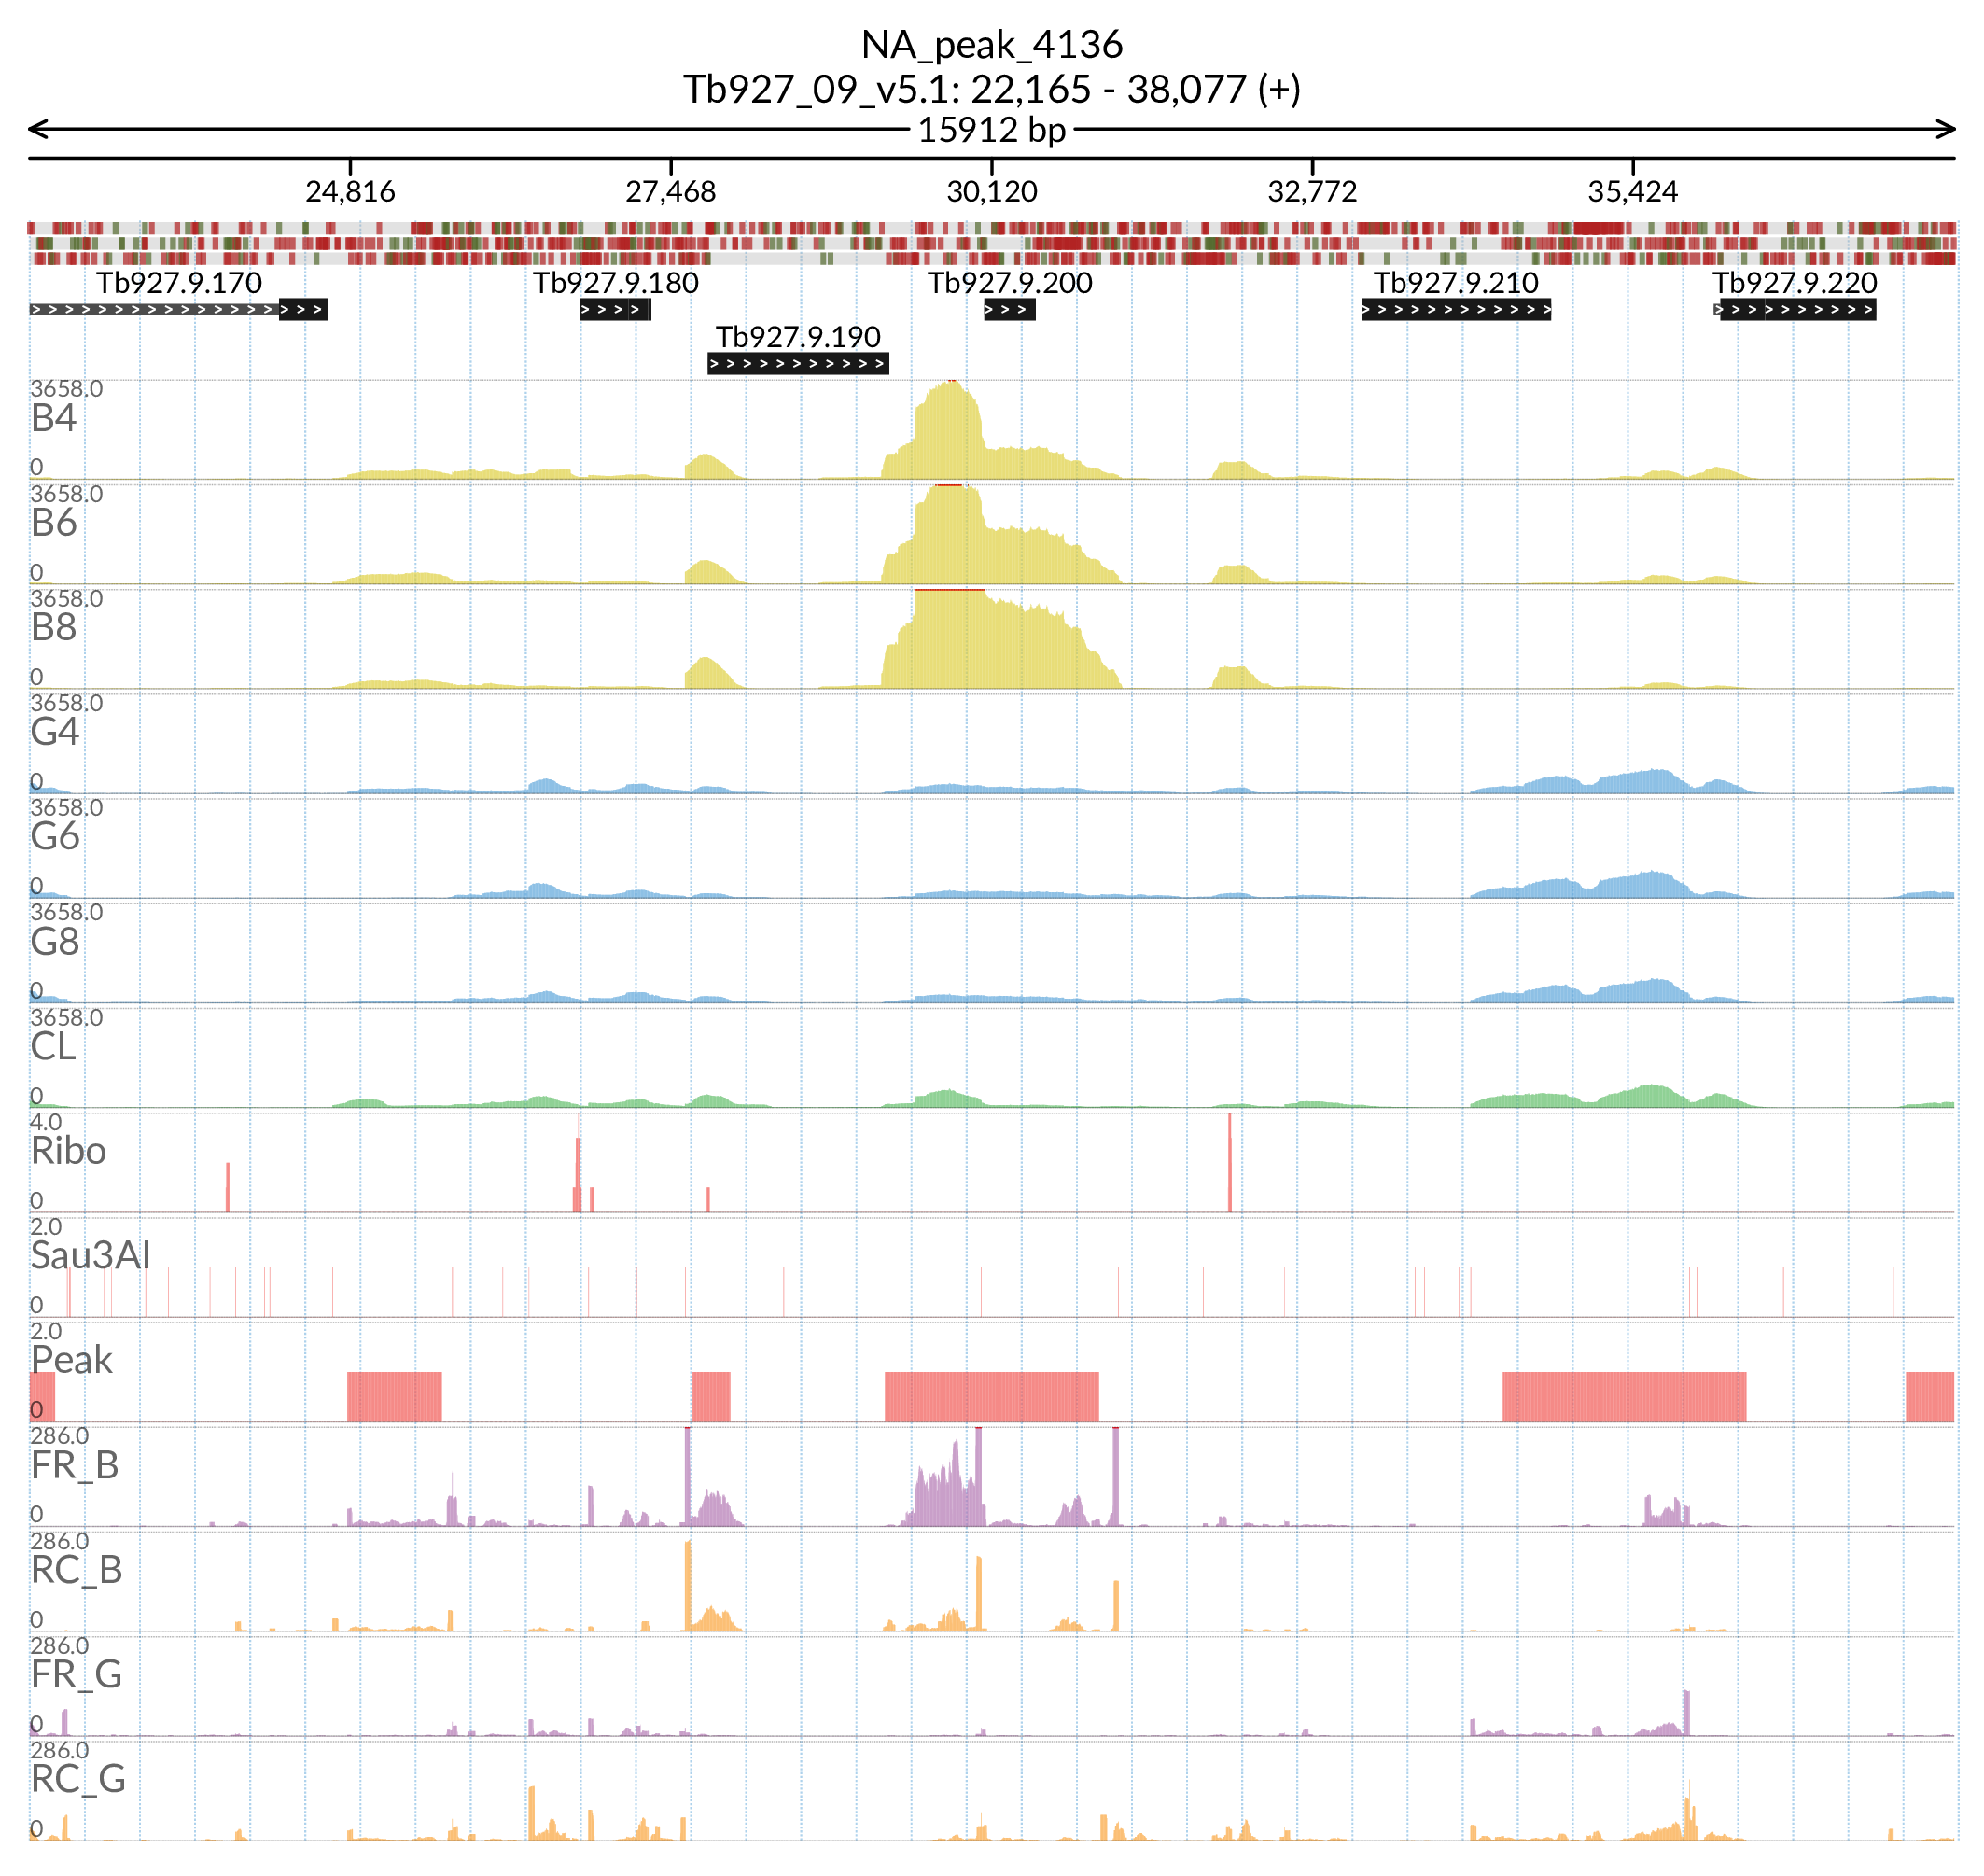 NA_peak_4136
Tb927_09_v5.1: 22,165 - 38,077 (+)
15912 bp
24,816 27,468 30,120 32,772 35,424
Tb927.9.170 Tb927.9.180 Tb927.9.200 Tb927.9.210 Tb927.9.220
Tb927.9.190
3658.0
B4
0
3658.0
B6
0
3658.0
B8
0
3658.0
G4
0
3658.0
G6
0
3658.0
G8
0
3658.0
CL
0
4.0
Ribo
0
2.0
Sau3AI
0
2.0
Peak
0
286.0
FR_B
0
286.0
RC_B
0
286.0
FR_G
0
286.0
RC_G
0